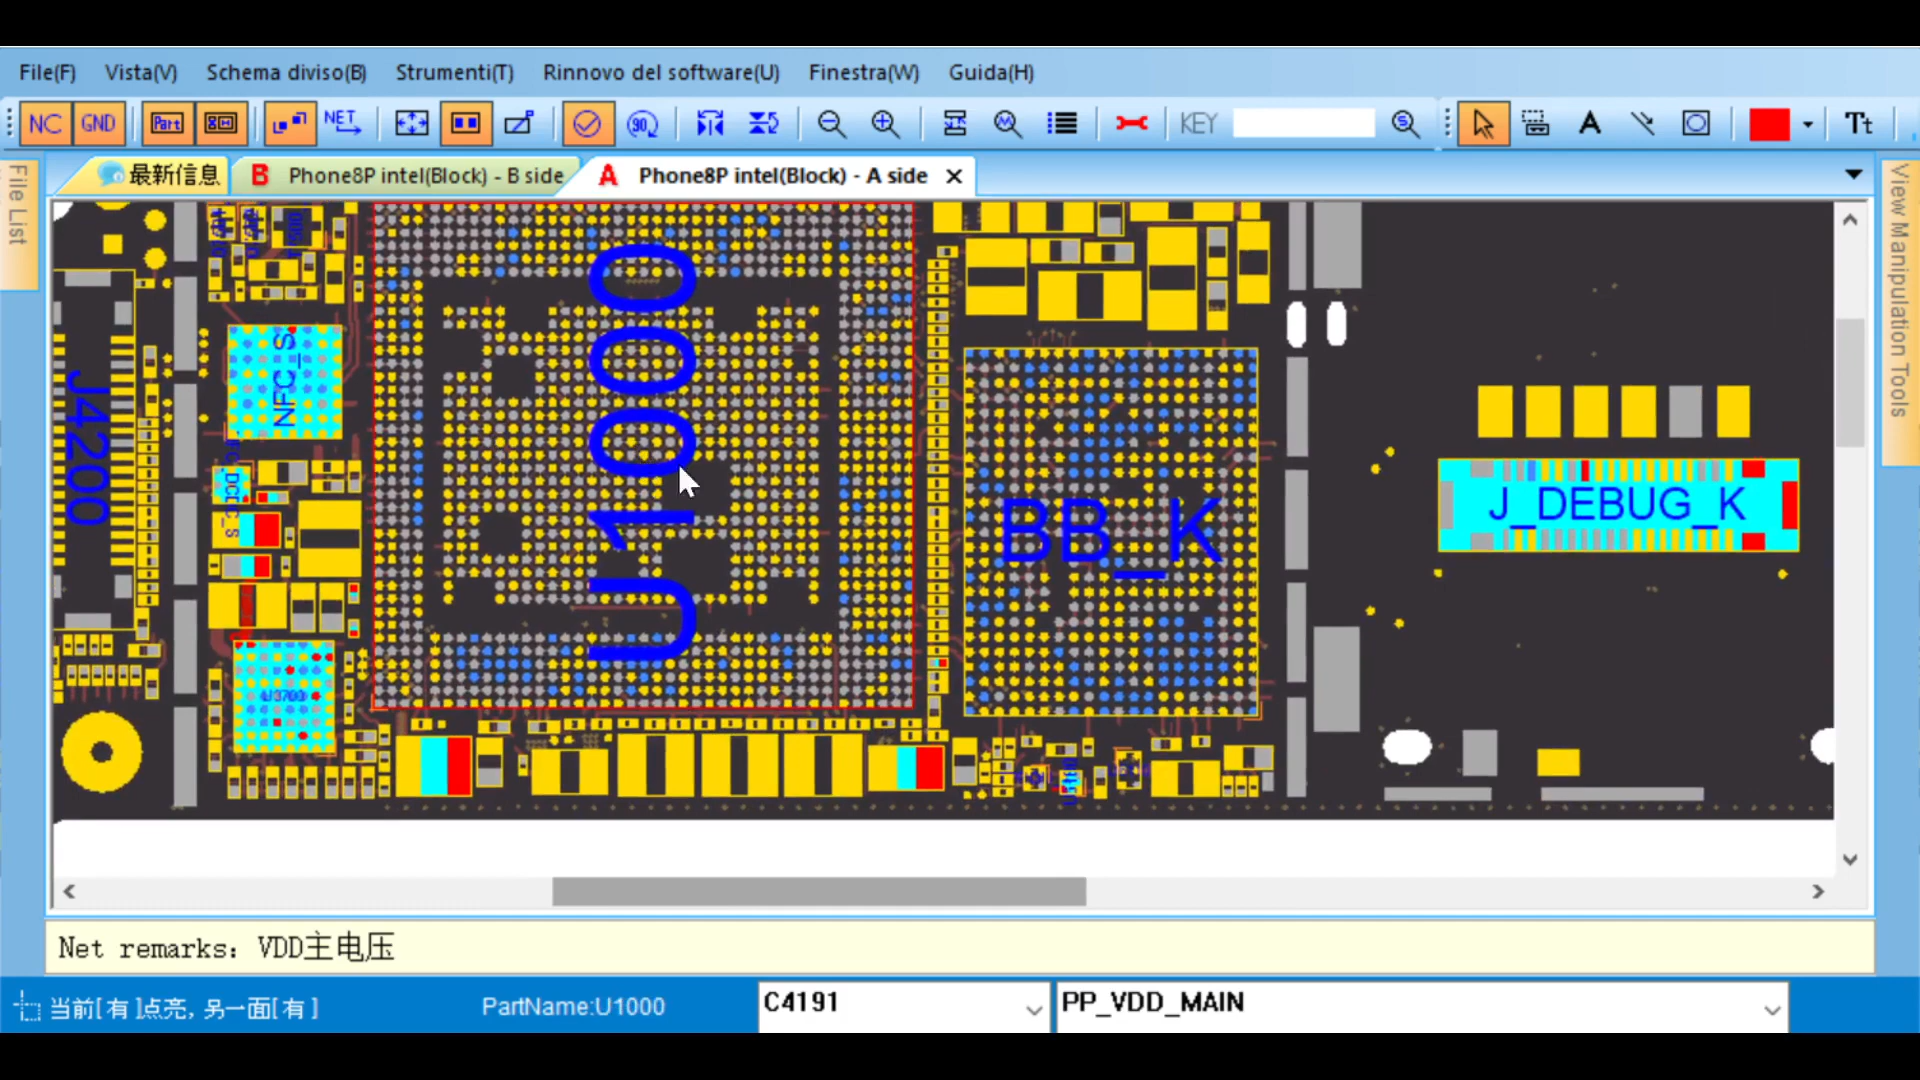 File(F) Vista(V) Schema diviso(B) Strumenti(T) Rinnovo del software(U) Finestra(W) Guida(H)
NC GND Part NET 90 KEY A Tt
File List
最新信息 B Phone8P intel(Block) - B side A Phone8P intel(Block) - A side
View Manipulation Tools
NFC_S
U1000
J4200
BB_K
J_DEBUG_K
U3700
Net remarks: VDD主电压
当前[有]点亮, 另一面[有] PartName:U1000 C4191 PP_VDD_MAIN